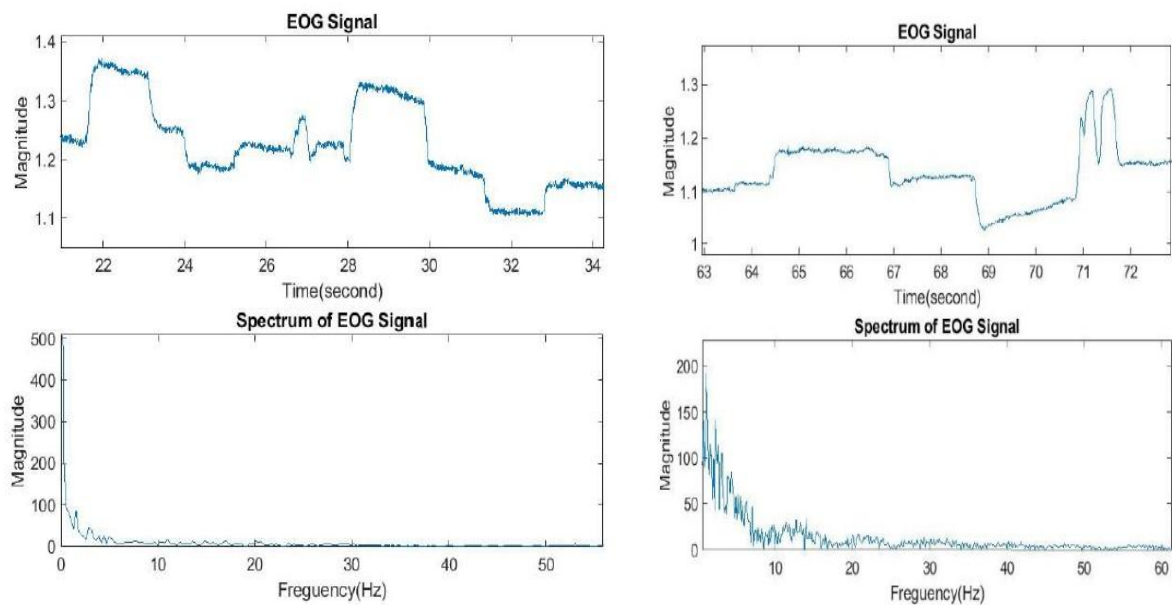 EOG Signal
1.4
1.3
1.2
1.1
Magnitude
22 24 26 28 30 32 34
Time(second)
EOG Signal
1.3
1.2
1.1
1
Magnitude
63 64 65 66 67 68 69 70 71 72
Time(second)
Spectrum of EOG Signal
500
400
300
200
100
0
Magnitude
0 10 20 30 40 50
Freguency(Hz)
Spectrum of EOG Signal
200
150
100
50
0
Magnitude
10 20 30 40 50 60
Freguency(Hz)